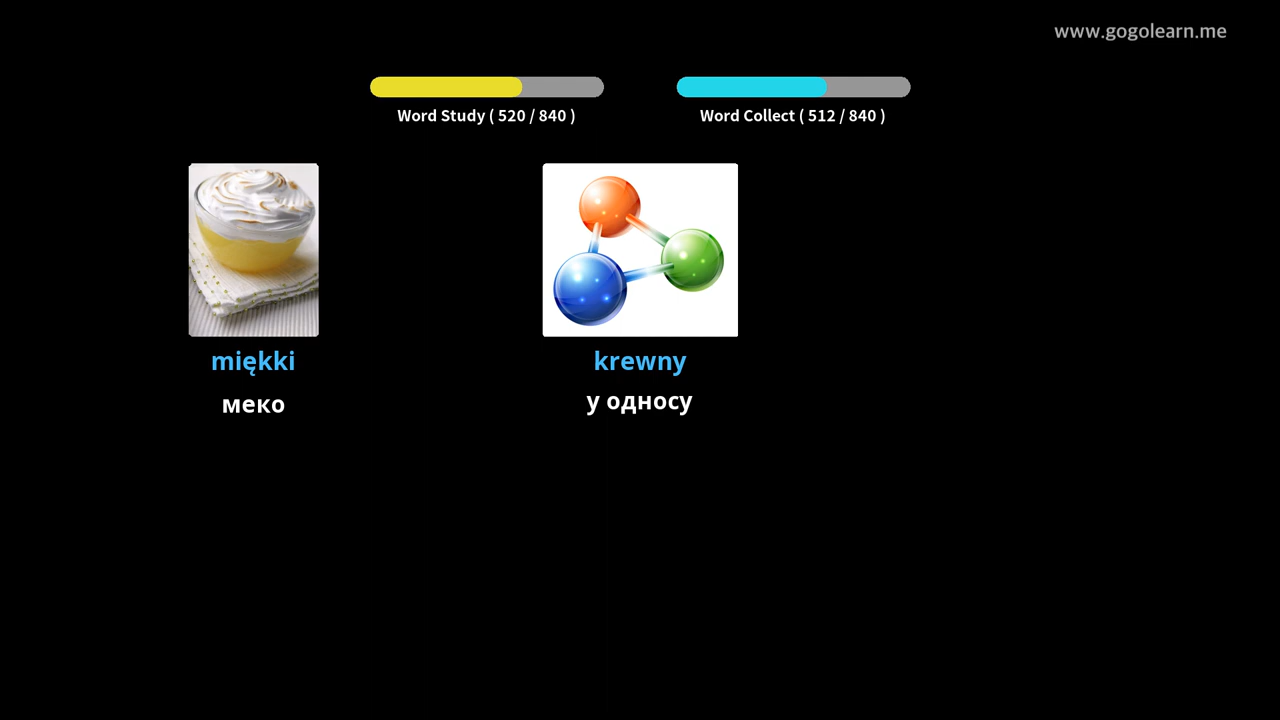 www.gogolearn.me
Word Study ( 520 / 840 )
Word Collect ( 512 / 840 )
miękki
меко
krewny
у односу